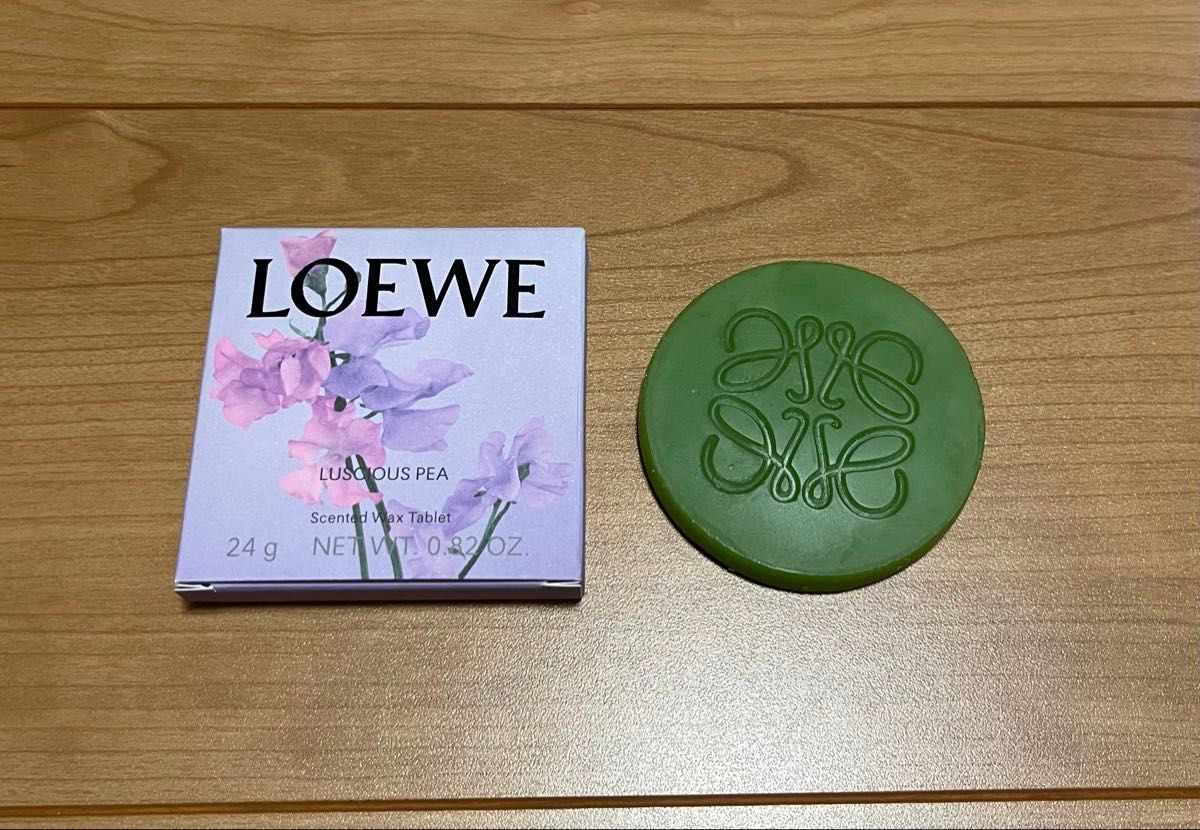 LOEWE
LUSCIOUS PEA
Scented Wax Tablet
24 g NET WT. 0.82 OZ.